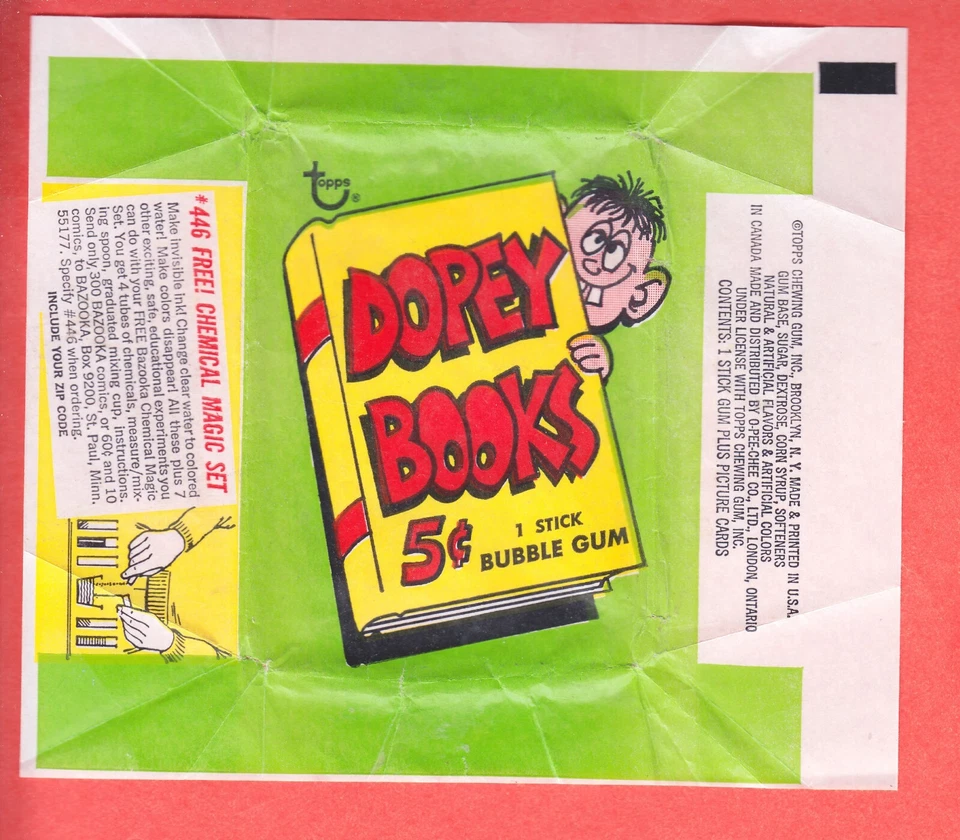 topps®
DOPEY
BOOKS
5¢
1 STICK
BUBBLE GUM
#446 FREE! CHEMICAL MAGIC SET
Make invisible Ink! Change clear water to colored
water! Make colors disappear! All these plus 7
other exciting, safe, educational experiments you
can do with your FREE Bazooka Chemical Magic
Set. You get 4 tubes of chemicals, measure/mix-
ing spoon, graduated mixing cup, instructions.
Send only 300 BAZOOKA comics, or 60¢ and 10
comics, to BAZOOKA, Box 9200, St. Paul, Minn.
55177. Specify #446 when ordering.
INCLUDE YOUR ZIP CODE
©TOPPS CHEWING GUM, INC., BROOKLYN, N. Y. MADE & PRINTED IN U.S.A.
GUM BASE, SUGAR, DEXTROSE, CORN SYRUP, SOFTENERS
NATURAL & ARTIFICIAL FLAVORS & ARTIFICIAL COLORS
IN CANADA MADE AND DISTRIBUTED BY O-PEE-CHEE CO., LTD., LONDON, ONTARIO
UNDER LICENSE WITH TOPPS CHEWING GUM, INC.
CONTENTS: 1 STICK GUM PLUS PICTURE CARDS